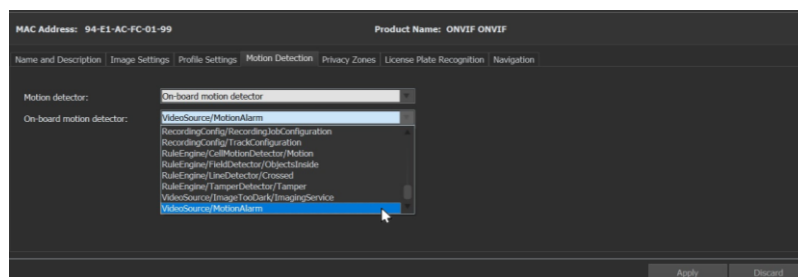 MAC Address: 94-E1-AC-FC-01-99 Product Name: ONVIF ONVIF
Name and Description Image Settings Profile Settings Motion Detection Privacy Zones License Plate Recognition Navigation
Motion detector: On-board motion detector
On-board motion detector: VideoSource/MotionAlarm
RecordingConfig/RecordingJobConfiguration
RecordingConfig/TrackConfiguration
RuleEngine/CellMotionDetector/Motion
RuleEngine/FieldDetector/ObjectsInside
RuleEngine/LineDetector/Crossed
RuleEngine/TamperDetector/Tamper
VideoSource/ImageTooDark/ImagingService
VideoSource/MotionAlarm
Apply Discard